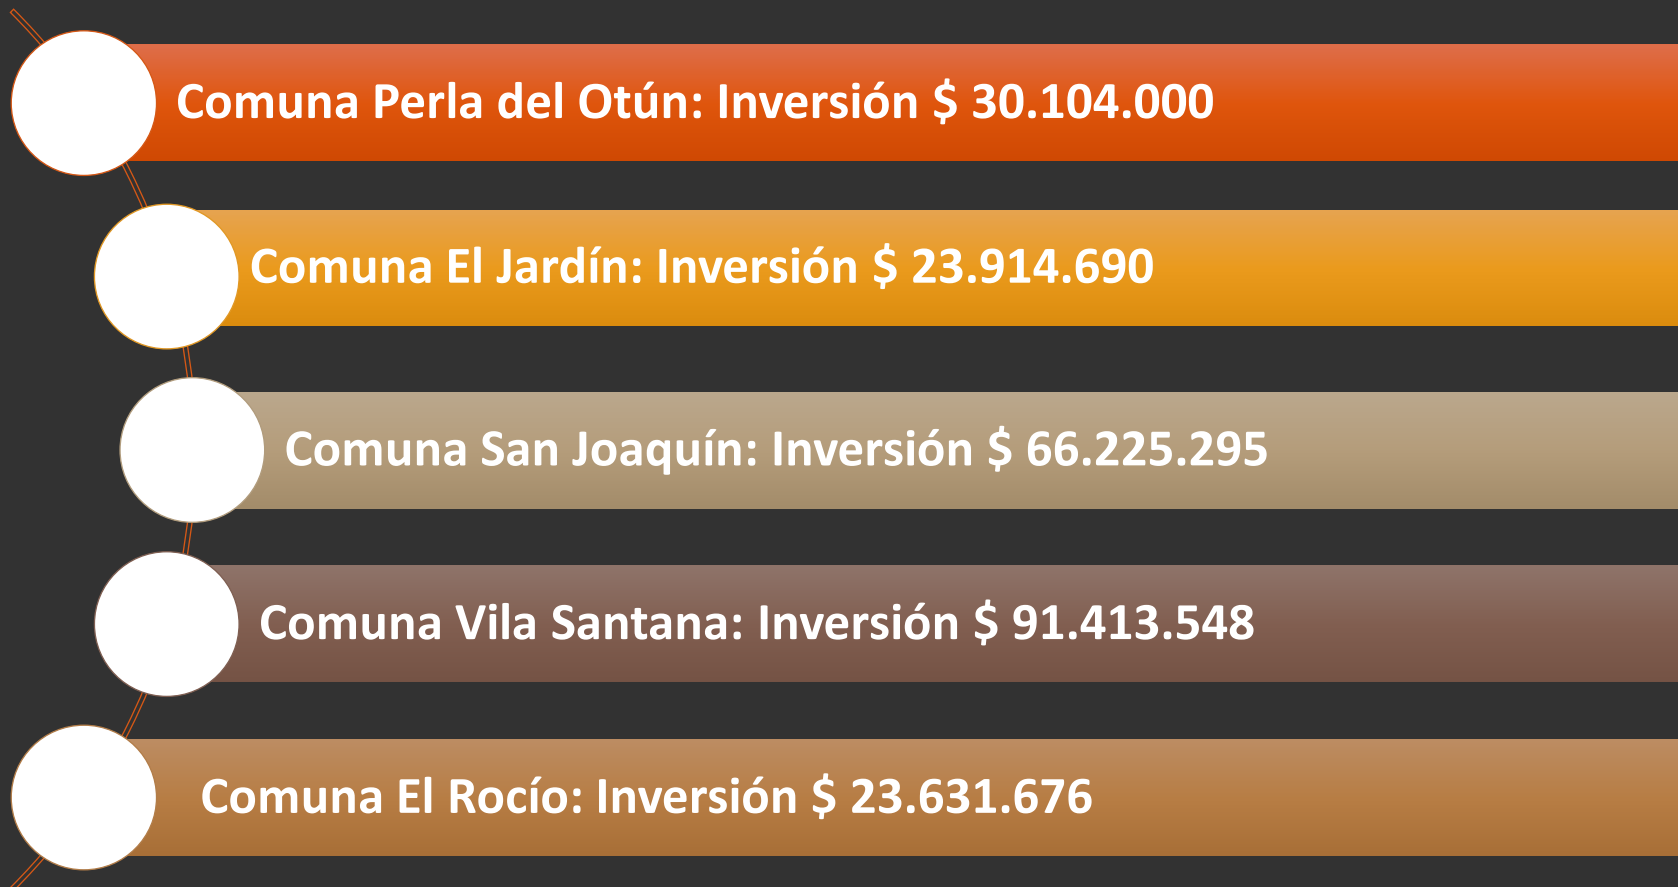 Comuna Perla del Otún: Inversión $ 30.104.000
Comuna El Jardín: Inversión $ 23.914.690
Comuna San Joaquín: Inversión $ 66.225.295
Comuna Vila Santana: Inversión $ 91.413.548
Comuna El Rocío: Inversión $ 23.631.676